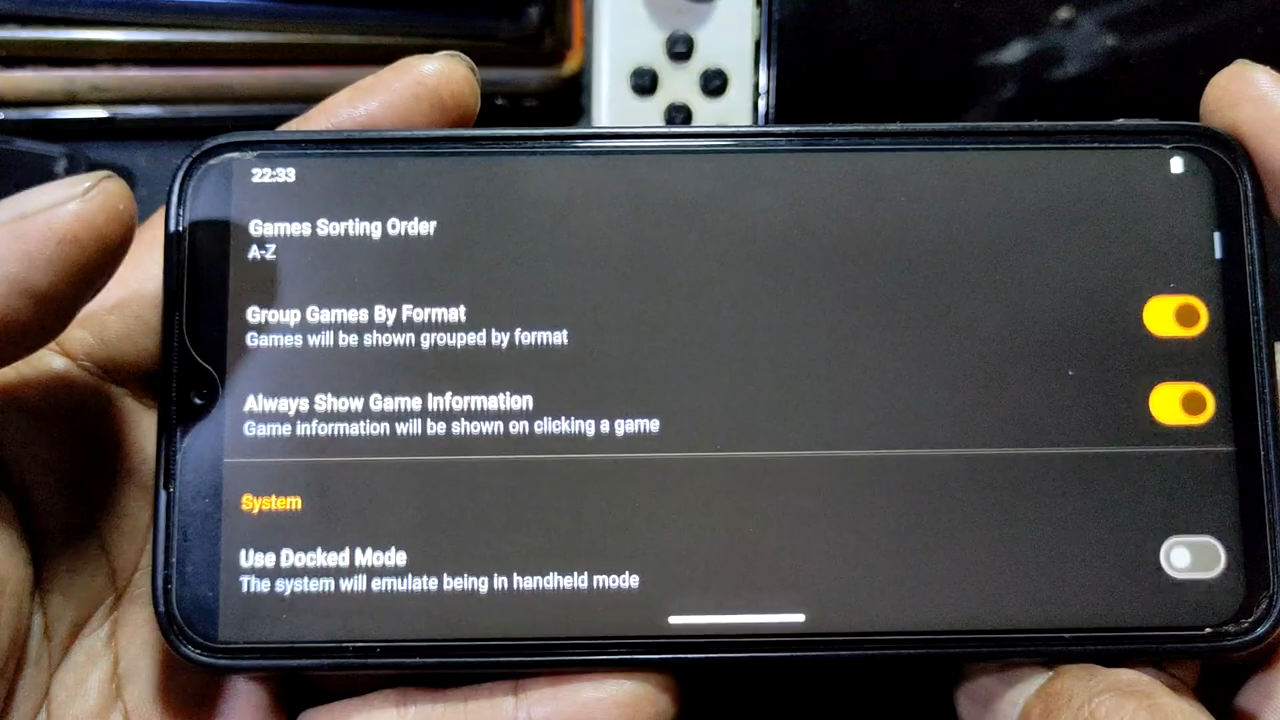 22:33
Games Sorting Order
A-Z
Group Games By Format
Games will be shown grouped by format
Always Show Game Information
Game information will be shown on clicking a game
System
Use Docked Mode
The system will emulate being in handheld mode